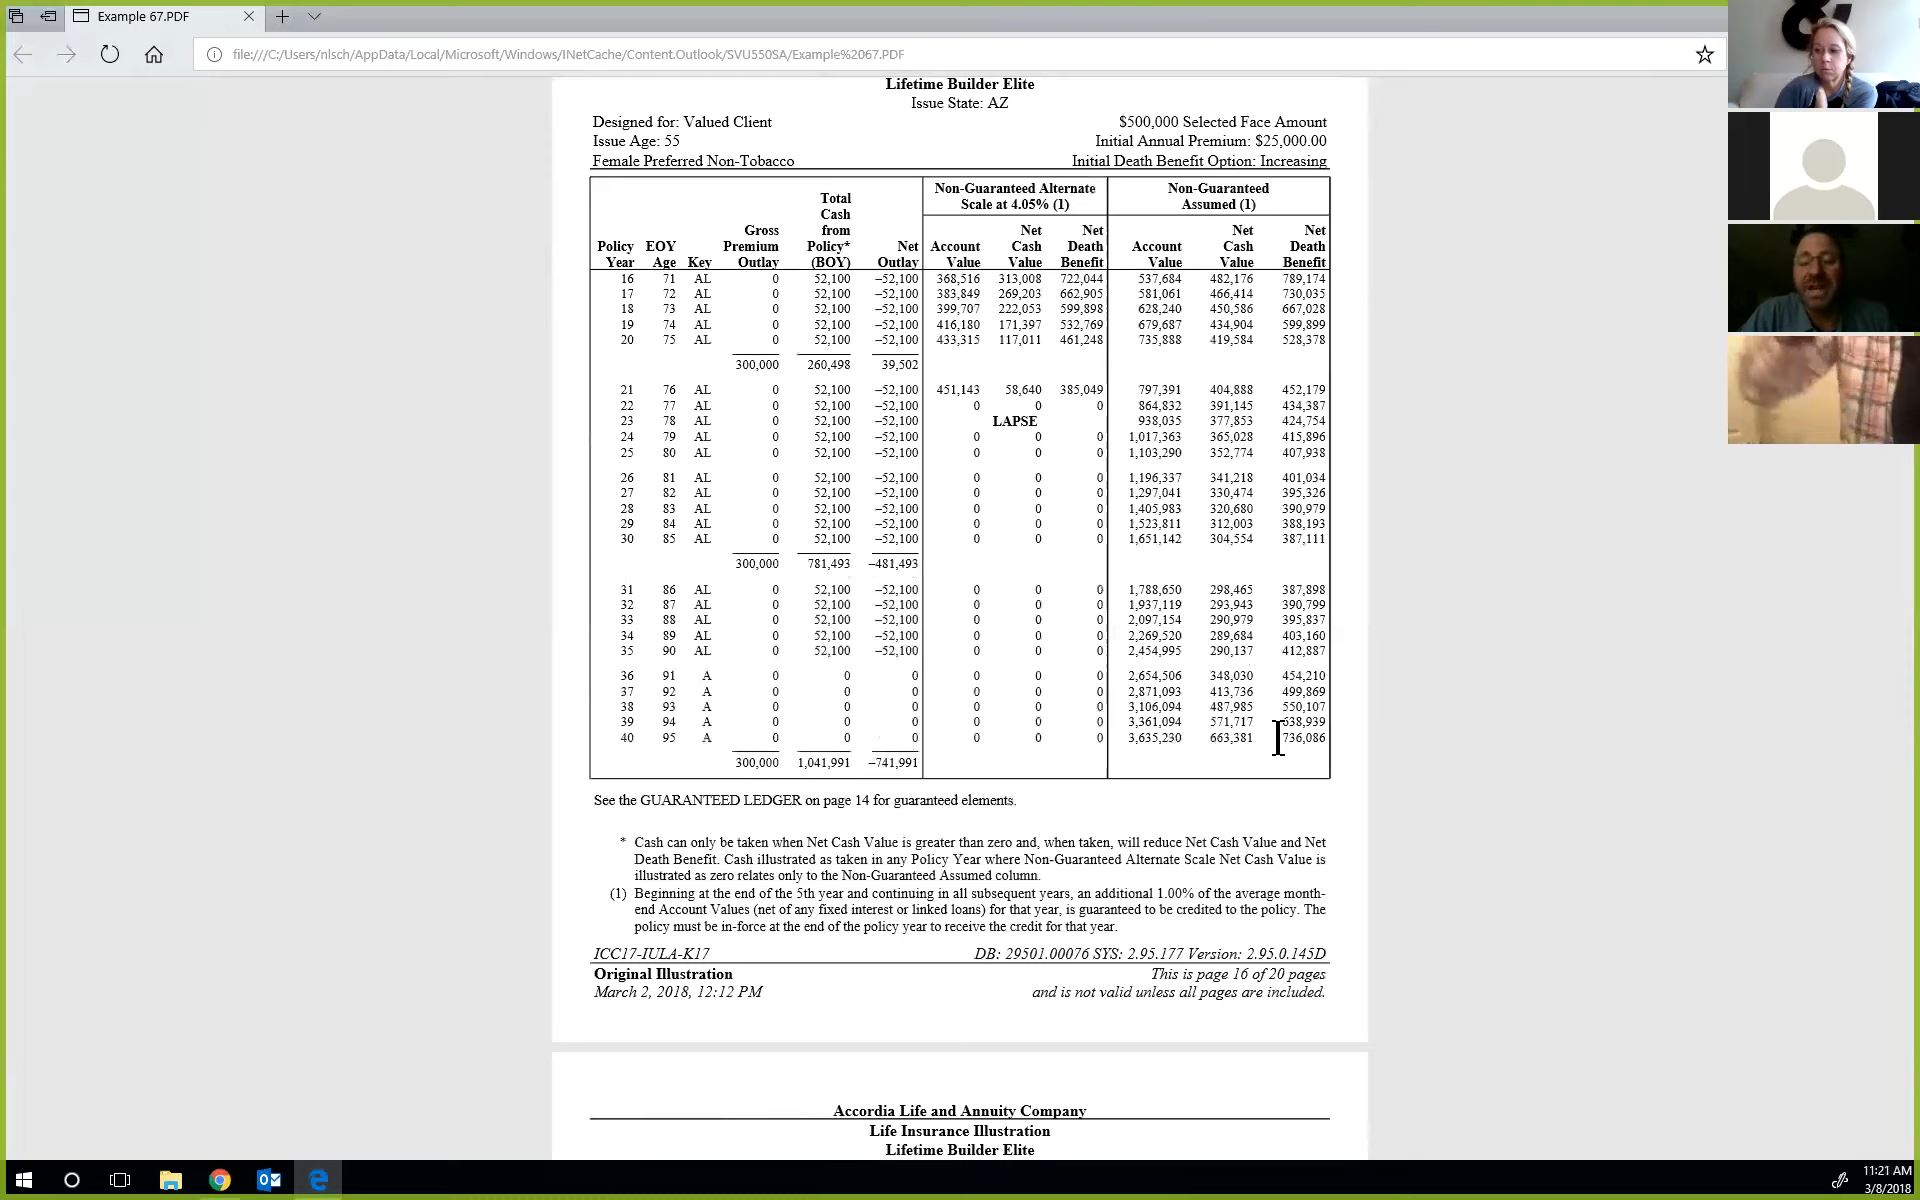 Example 67.PDF
file:///C:/Users/nlsch/AppData/Local/Microsoft/Windows/INetCache/Content.Outlook/SVU550SA/Example%2067.PDF
Lifetime Builder Elite
Issue State: AZ
Designed for: Valued Client $500,000 Selected Face Amount
Issue Age: 55 Initial Annual Premium: $25,000.00
Female Preferred Non-Tobacco Initial Death Benefit Option: Increasing
Non-Guaranteed Alternate Non-Guaranteed
Scale at 4.05% (1) Assumed (1)
Total
Cash
Gross from Net Net Net Net
Policy EOY Premium Policy* Net Account Cash Death Account Cash Death
Year Age Key Outlay (BOY) Outlay Value Value Benefit Value Value Benefit
16 71 AL 0 52,100 −52,100 368,516 313,008 722,044 537,684 482,176 789,174
17 72 AL 0 52,100 −52,100 383,849 269,203 662,905 581,061 466,414 730,035
18 73 AL 0 52,100 −52,100 399,707 222,053 599,898 628,240 450,586 667,028
19 74 AL 0 52,100 −52,100 416,180 171,397 532,769 679,687 434,904 599,899
20 75 AL 0 52,100 −52,100 433,315 117,011 461,248 735,888 419,584 528,378
300,000 260,498 39,502
21 76 AL 0 52,100 −52,100 451,143 58,640 385,049 797,391 404,888 452,179
22 77 AL 0 52,100 −52,100 0 0 0 864,832 391,145 434,387
23 78 AL 0 52,100 −52,100 LAPSE 938,035 377,853 424,754
24 79 AL 0 52,100 −52,100 0 0 0 1,017,363 365,028 415,896
25 80 AL 0 52,100 −52,100 0 0 0 1,103,290 352,774 407,938
26 81 AL 0 52,100 −52,100 0 0 0 1,196,337 341,218 401,034
27 82 AL 0 52,100 −52,100 0 0 0 1,297,041 330,474 395,326
28 83 AL 0 52,100 −52,100 0 0 0 1,405,983 320,680 390,979
29 84 AL 0 52,100 −52,100 0 0 0 1,523,811 312,003 388,193
30 85 AL 0 52,100 −52,100 0 0 0 1,651,142 304,554 387,111
300,000 781,493 −481,493
31 86 AL 0 52,100 −52,100 0 0 0 1,788,650 298,465 387,898
32 87 AL 0 52,100 −52,100 0 0 0 1,937,119 293,943 390,799
33 88 AL 0 52,100 −52,100 0 0 0 2,097,154 290,979 395,837
34 89 AL 0 52,100 −52,100 0 0 0 2,269,520 289,684 403,160
35 90 AL 0 52,100 −52,100 0 0 0 2,454,995 290,137 412,887
36 91 A 0 0 0 0 0 0 2,654,506 348,030 454,210
37 92 A 0 0 0 0 0 0 2,871,093 413,736 499,869
38 93 A 0 0 0 0 0 0 3,106,094 487,985 550,107
39 94 A 0 0 0 0 0 0 3,361,094 571,717 638,939
40 95 A 0 0 0 0 0 0 3,635,230 663,381 736,086
300,000 1,041,991 −741,991
See the GUARANTEED LEDGER on page 14 for guaranteed elements.
* Cash can only be taken when Net Cash Value is greater than zero and, when taken, will reduce Net Cash Value and Net
Death Benefit. Cash illustrated as taken in any Policy Year where Non-Guaranteed Alternate Scale Net Cash Value is
illustrated as zero relates only to the Non-Guaranteed Assumed column.
(1) Beginning at the end of the 5th year and continuing in all subsequent years, an additional 1.00% of the average month-
end Account Values (net of any fixed interest or linked loans) for that year, is guaranteed to be credited to the policy. The
policy must be in-force at the end of the policy year to receive the credit for that year.
ICC17-IULA-K17 DB: 29501.00076 SYS: 2.95.177 Version: 2.95.0.145D
Original Illustration This is page 16 of 20 pages
March 2, 2018, 12:12 PM and is not valid unless all pages are included.
Accordia Life and Annuity Company
Life Insurance Illustration
Lifetime Builder Elite
11:21 AM
3/8/2018